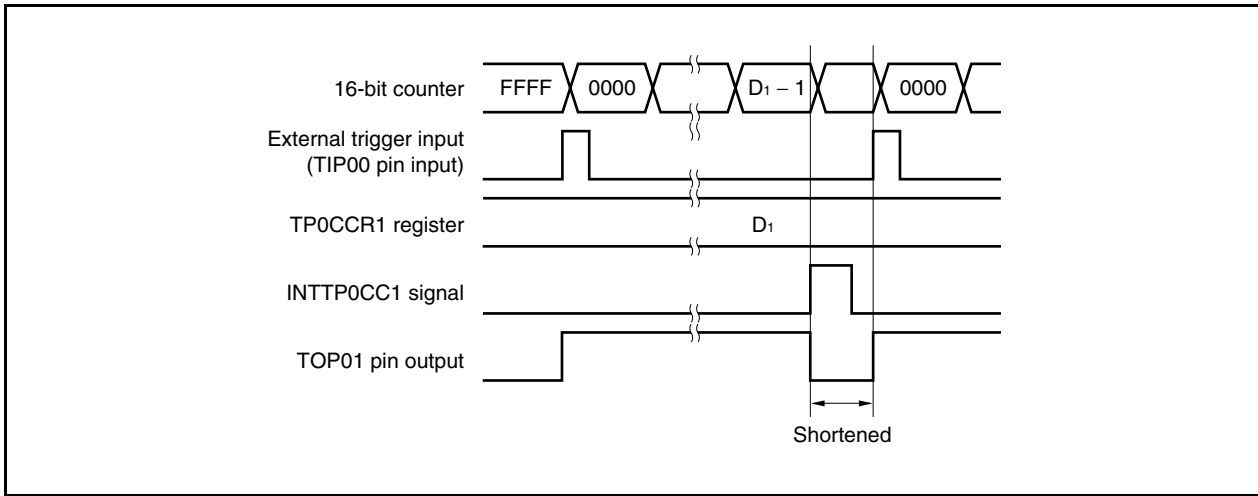 16-bit counter FFFF 0000 D₁ – 1 0000
External trigger input
(TIP00 pin input)
TP0CCR1 register D₁
INTTP0CC1 signal
TOP01 pin output
Shortened